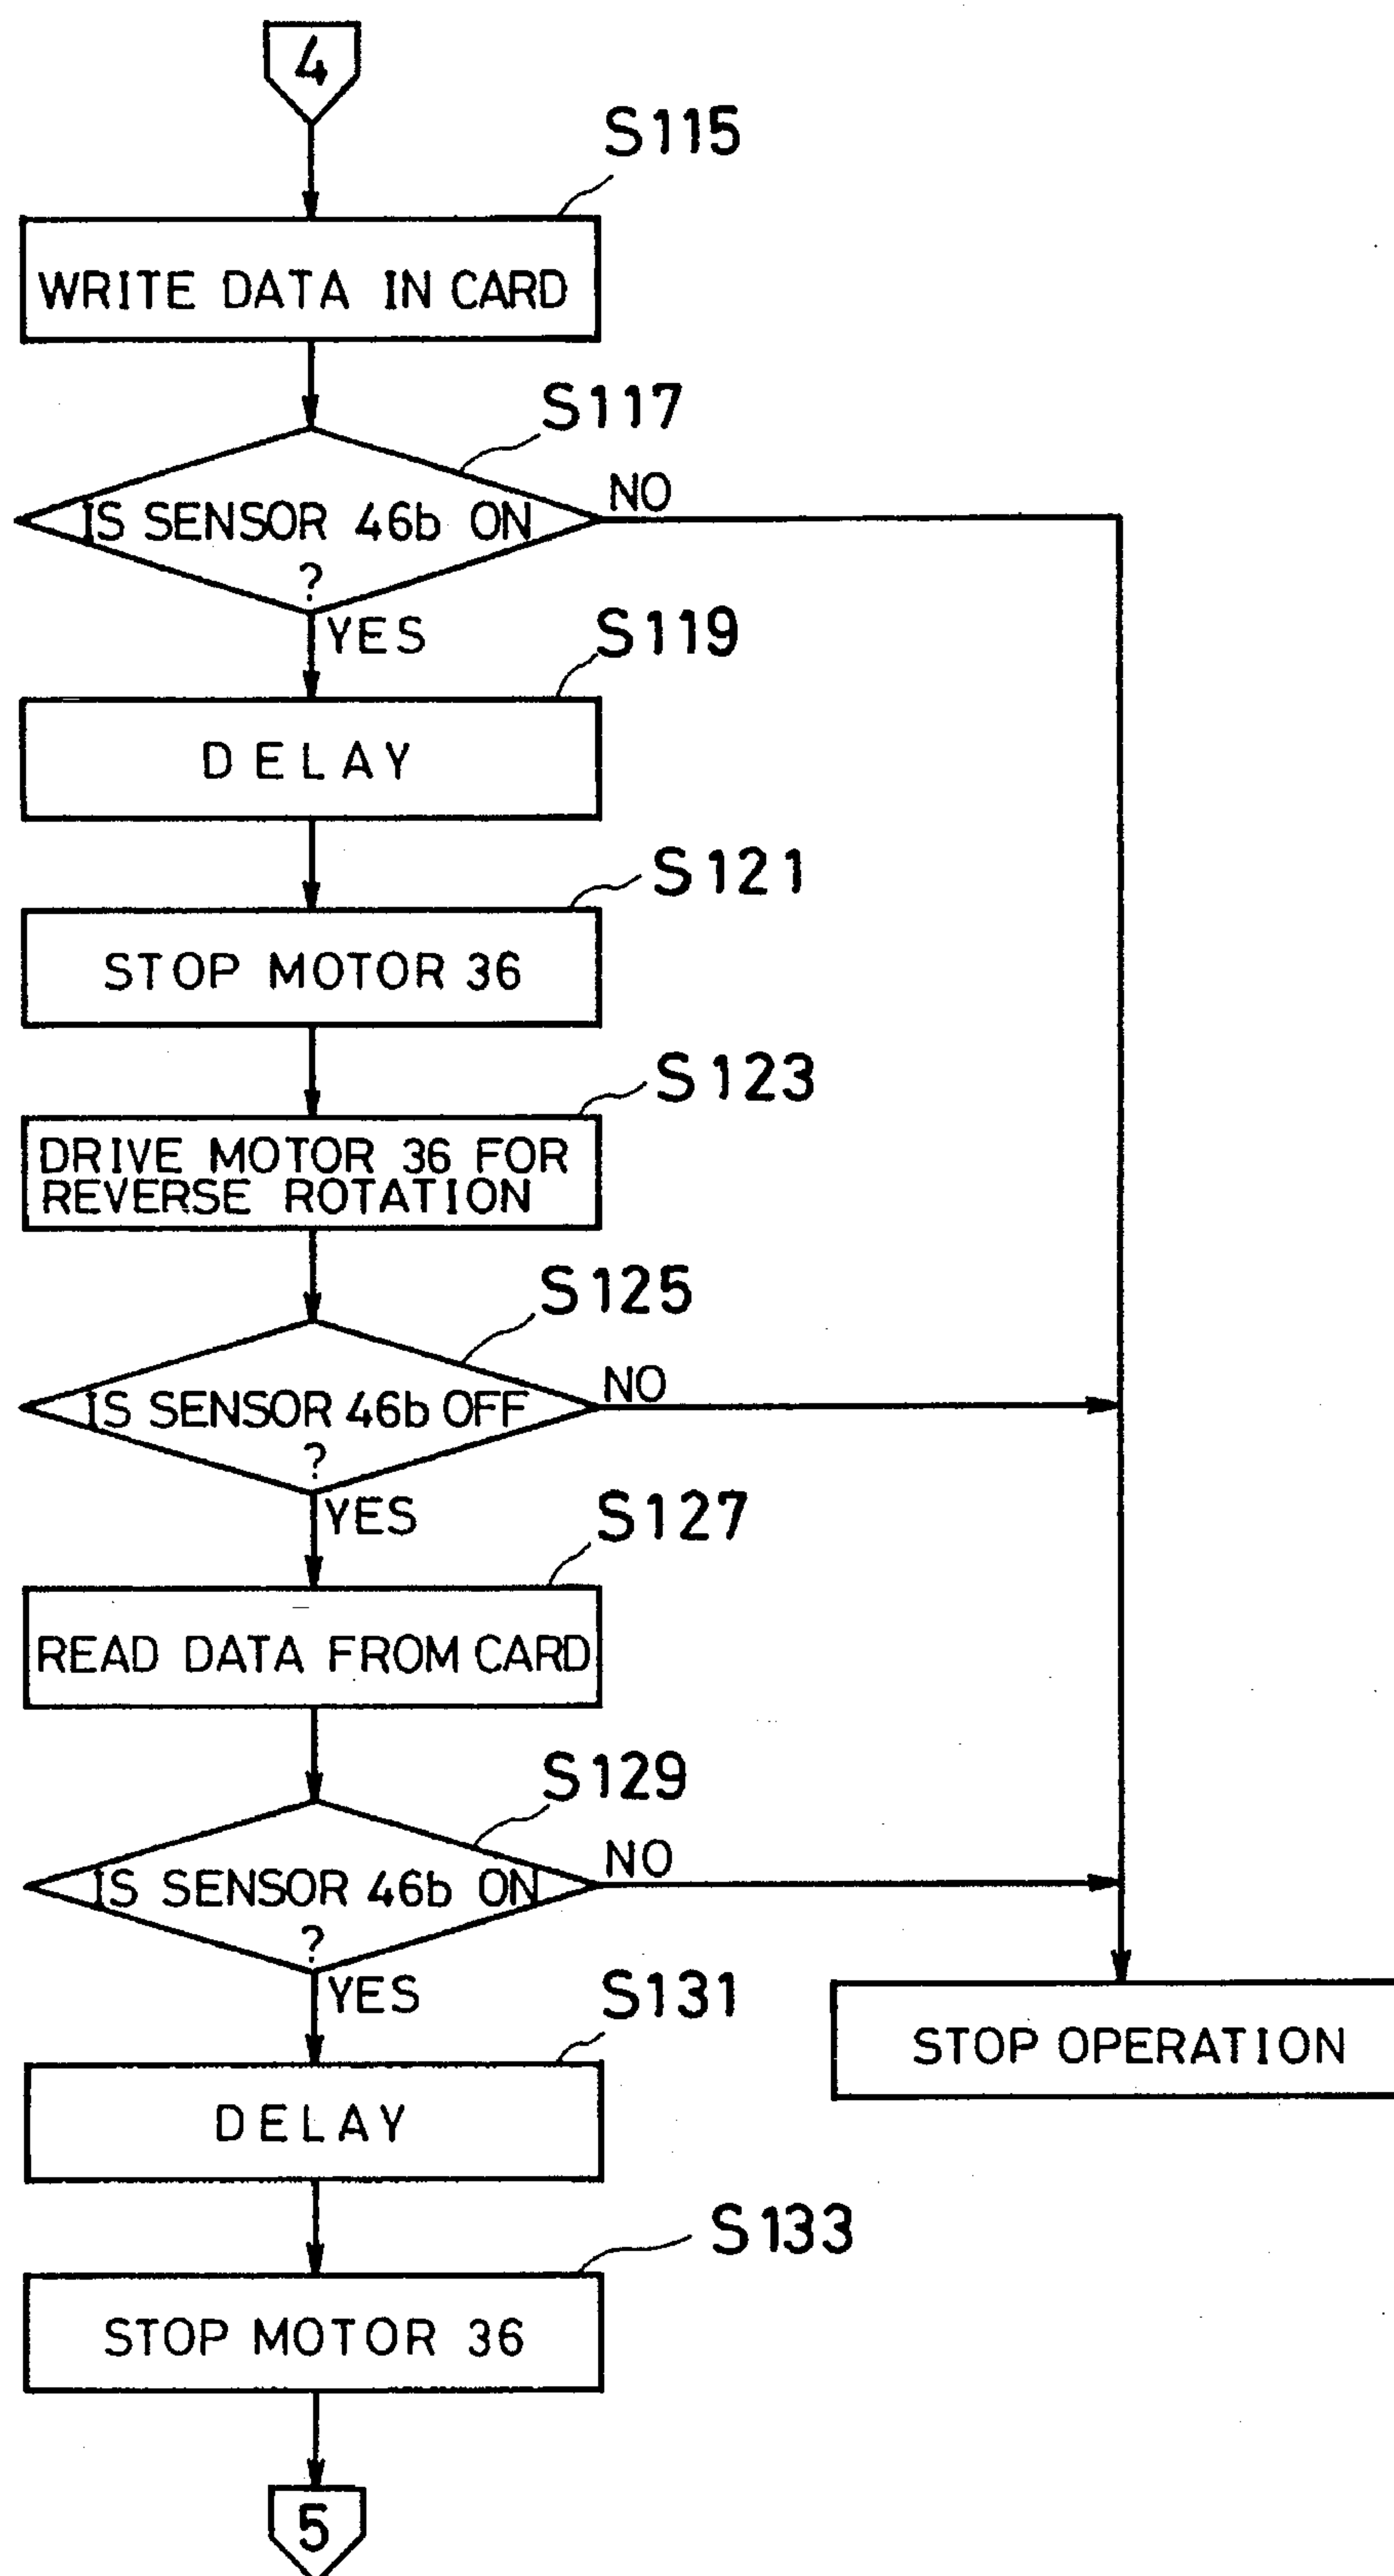 4
S115
WRITE DATA IN CARD
S117
IS SENSOR 46b ON
?
NO
YES
S119
DELAY
S121
STOP MOTOR 36
S123
DRIVE MOTOR 36 FOR
REVERSE ROTATION
S125
IS SENSOR 46b OFF
?
NO
YES
S127
READ DATA FROM CARD
S129
IS SENSOR 46b ON
?
NO
YES
S131
STOP OPERATION
DELAY
S133
STOP MOTOR 36
5